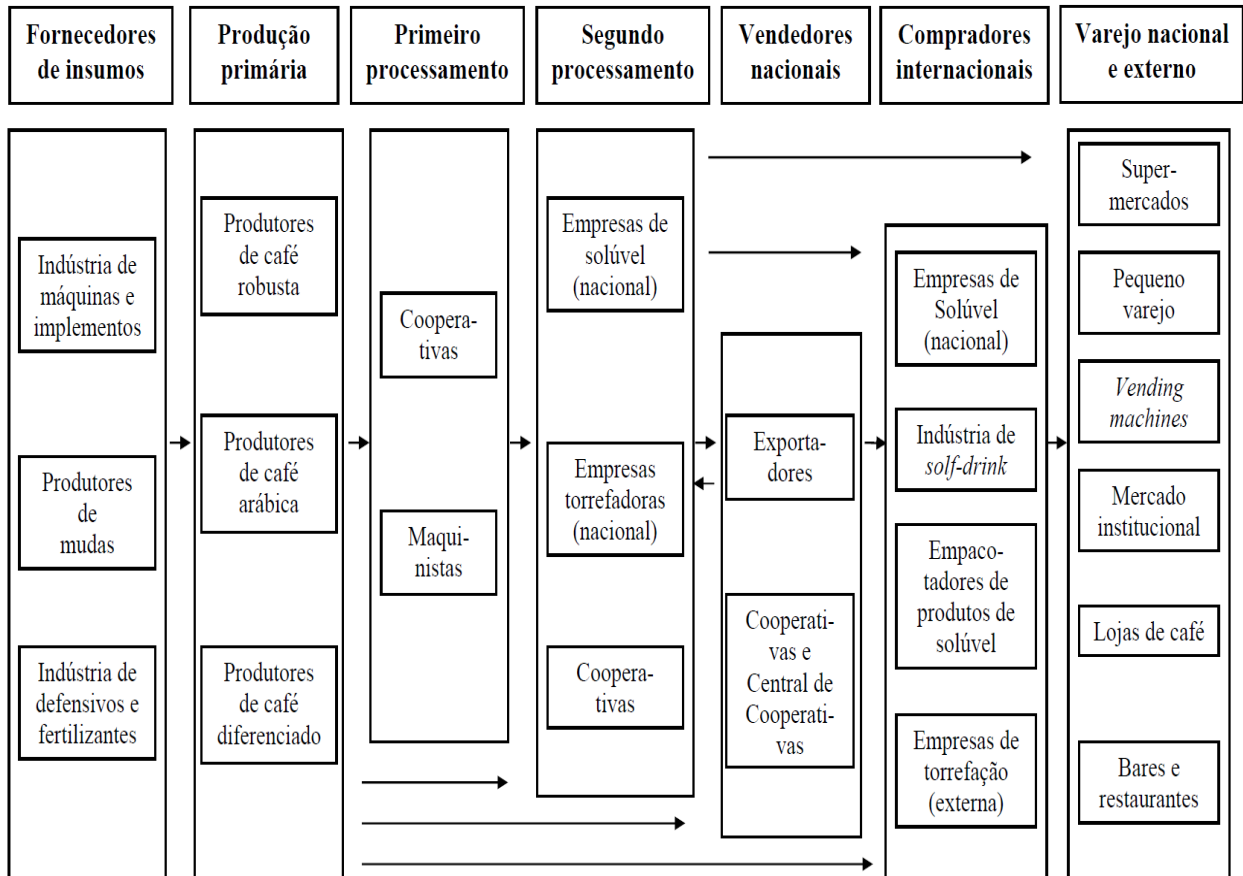 Fornecedores
de insumos
Produção
primária
Primeiro
processamento
Segundo
processamento
Vendedores
nacionais
Compradores
internacionais
Varejo nacional
e externo
Indústria de
máquinas e
implementos
Produtores
de
mudas
Indústria de
defensivos e
fertilizantes
Produtores
de café
robusta
Produtores
de café
arábica
Produtores
de café
diferenciado
Coopera-
tivas
Maqui-
nistas
Empresas de
solúvel
(nacional)
Empresas
torrefadoras
(nacional)
Coopera-
tivas
Exporta-
dores
Cooperati-
vas e
Central de
Cooperati-
vas
Empresas de
Solúvel
(nacional)
Indústria de
solf-drink
Empaco-
tadores de
produtos de
solúvel
Empresas de
torrefação
(externa)
Super-
mercados
Pequeno
varejo
Vending
machines
Mercado
institucional
Lojas de café
Bares e
restaurantes